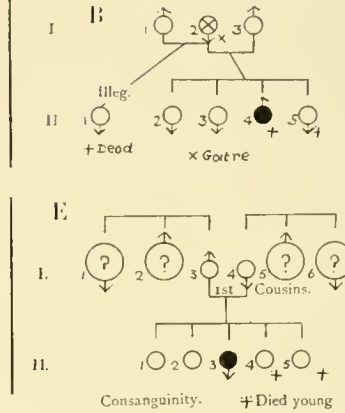 B
I 1 2 × 3
Illeg.
II 1 2 3 4 + 5 +
+ Dead × Goitre
E
I. 1 ? 2 ? 3 4 5 ? 6 ?
1st Cousins.
II. 1 2 3 4 + 5 +
Consanguinity. + Died young